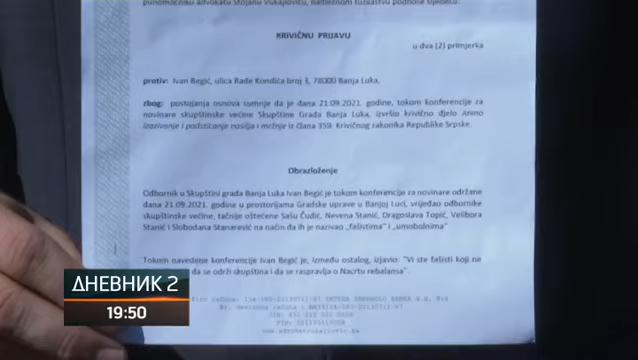 punomoćniku advokatu Stojanu Vukajloviću, nadležnom tužilaštvu podnose sljedeću:
KRIVIČNU PRIJAVU
u dva (2) primjerka
protiv: Ivan Begić, ulica Rade Kondića broj 3, 78000 Banja Luka,
zbog: postojanja osnova sumnje da je dana 21.09.2021. godine, tokom konferencije za
novinare skupštinske većine Skupštine Grada Banja Luka, izvršio krivično djelo Javno
izazivanje i podsticanje nasilja i mržnje iz člana 359. Krivičnog zakonika Republike Srpske.
Obrazloženje
Odbornik u Skupštini grada Banja Luka Ivan Begić je tokom konferencije za novinare održane
dana 21.09.2021. godine u prostorijama Gradske uprave u Banjoj Luci, vrijeđao odbornike
skupštinske većine, tačnije oštećene Sašu Čudić, Nevena Stanić, Dragoslava Topić, Velibora
Stanić i Slobodana Stanarević na način da ih je nazivao „fašistima" i „umobolnima"
Tokom navedene konferencije Ivan Begić je, između ostalog, izjavio: "Vi ste fašisti koji ne
da se održi skupština i da se raspravlja o Nacrtu rebalansa".
ДНЕВНИК 2
19:50